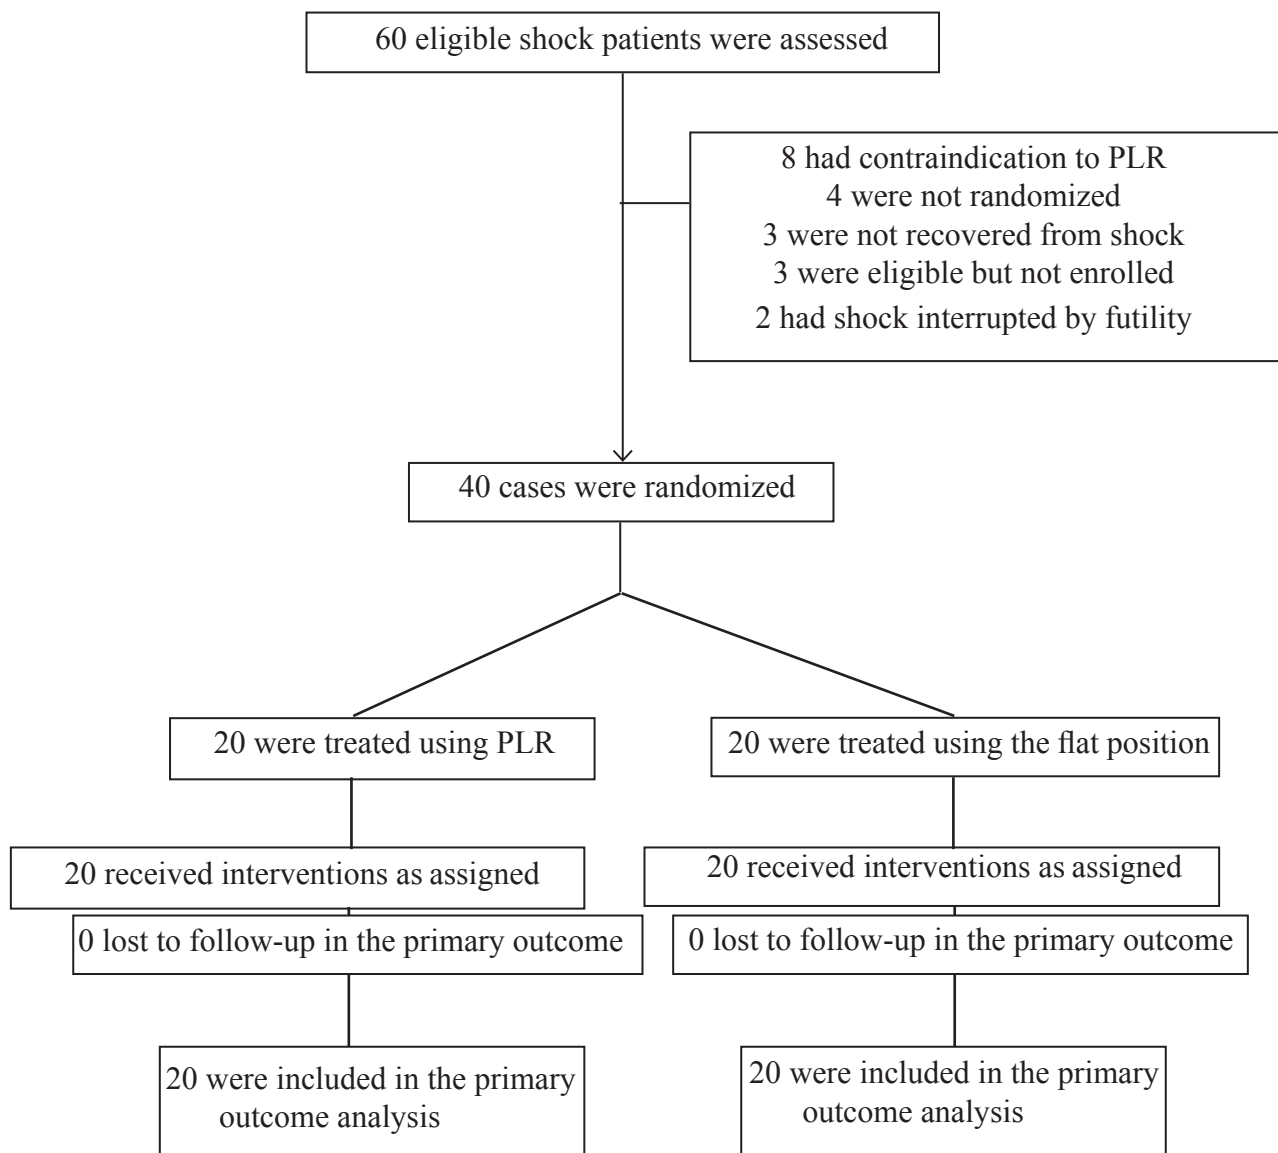 60 eligible shock patients were assessed
8 had contraindication to PLR
4 were not randomized
3 were not recovered from shock
3 were eligible but not enrolled
2 had shock interrupted by futility
40 cases were randomized
20 were treated using PLR
20 were treated using the flat position
20 received interventions as assigned
20 received interventions as assigned
0 lost to follow-up in the primary outcome
0 lost to follow-up in the primary outcome
20 were included in the primary
outcome analysis
20 were included in the primary
outcome analysis